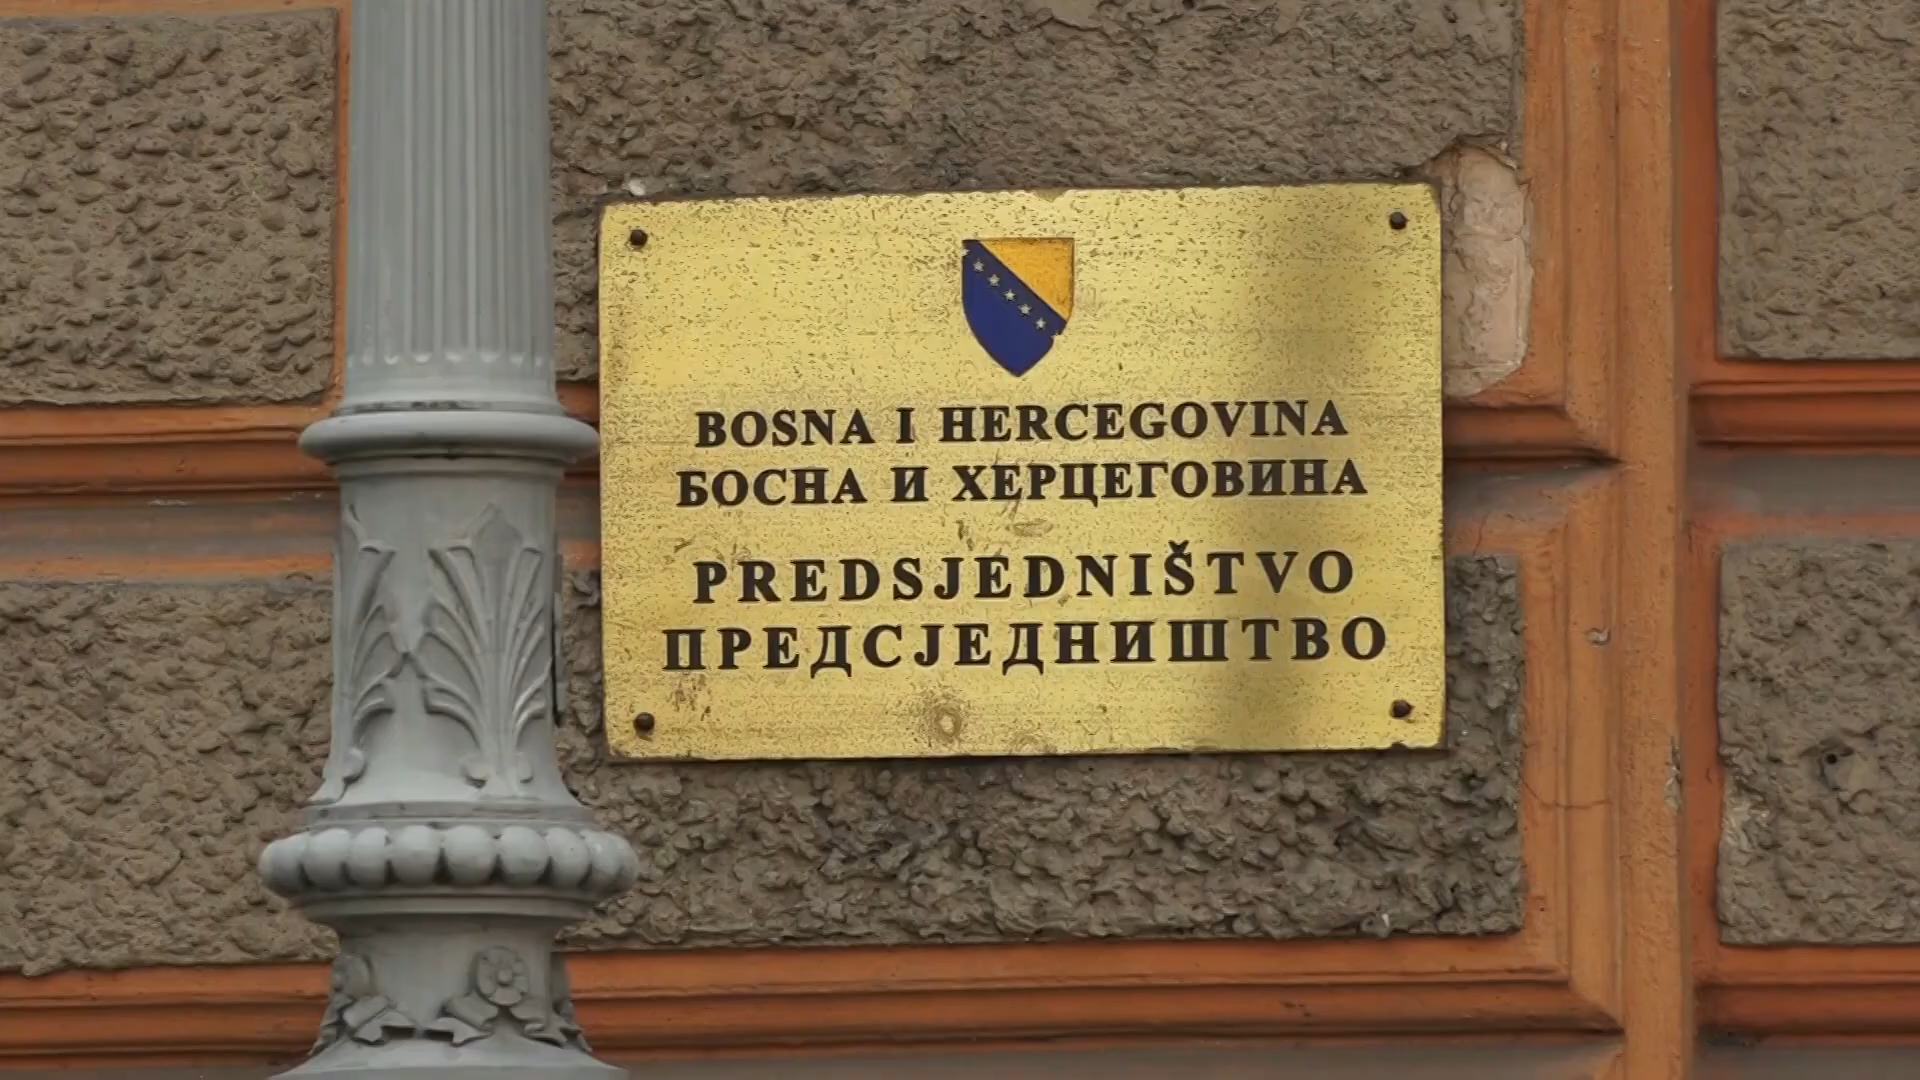 BOSNA I HERCEGOVINA
БОСНА И ХЕРЦЕГОВИНА
PREDSJEDNIŠTVO
ПРЕДСЈЕДНИШТВО